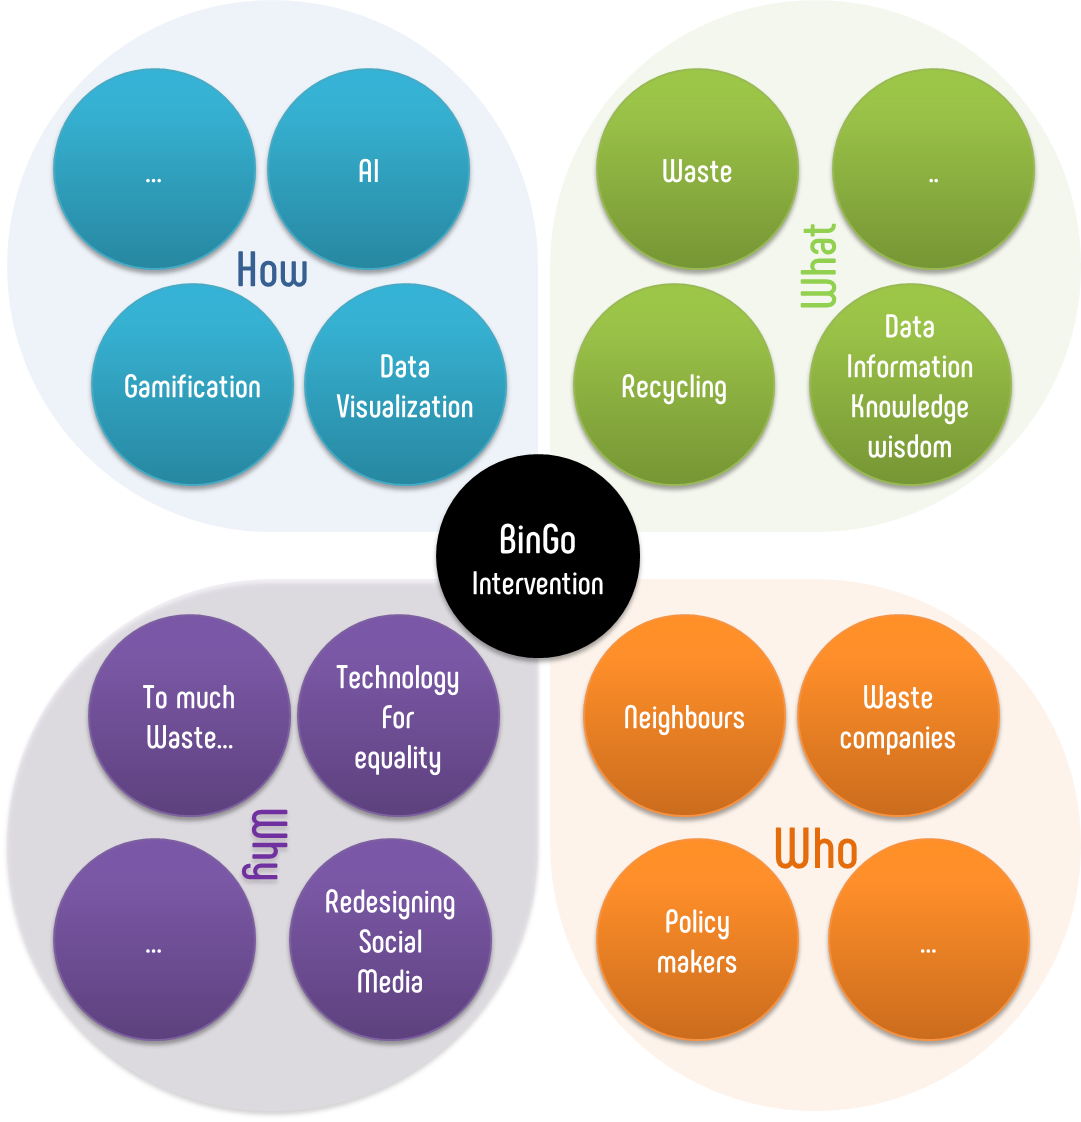 ...
AI
How
Gamification
Data
Visualization
Waste
..
What
Recycling
Data
Information
Knowledge
wisdom
BinGo
Intervention
To much
Waste...
Technology
For
equality
Why
...
Redesigning
Social
Media
Neighbours
Waste
companies
Who
Policy
makers
...